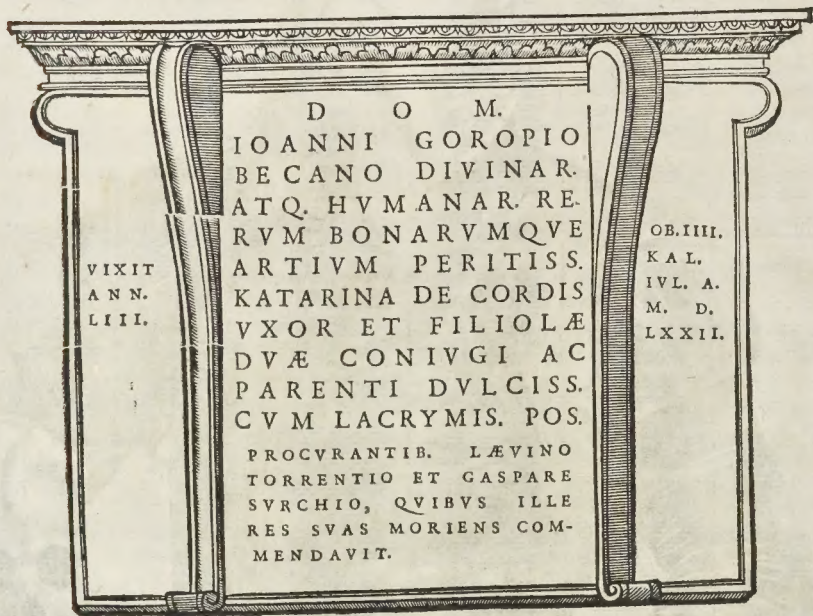 D O M.
IOANNI GOROPIO
BECANO DIVINAR.
ATQ. HVMANAR. RE-
RVM BONARVMQVE
ARTIVM PERITISS.
KATARINA DE CORDIS
VXOR ET FILIOLÆ
DVÆ CONIVGI AC
PARENTI DVLCISS.
CVM LACRYMIS. POS.
PROCVRANTIB. LÆVINO
TORRENTIO ET GASPARE
SVRCHIO, QVIBVS ILLE
RES SVAS MORIENS COM-
MENDAVIT.
VIXIT
ANN.
LIII.
OB. IIII.
KAL.
IVL. A.
M. D.
LXXII.